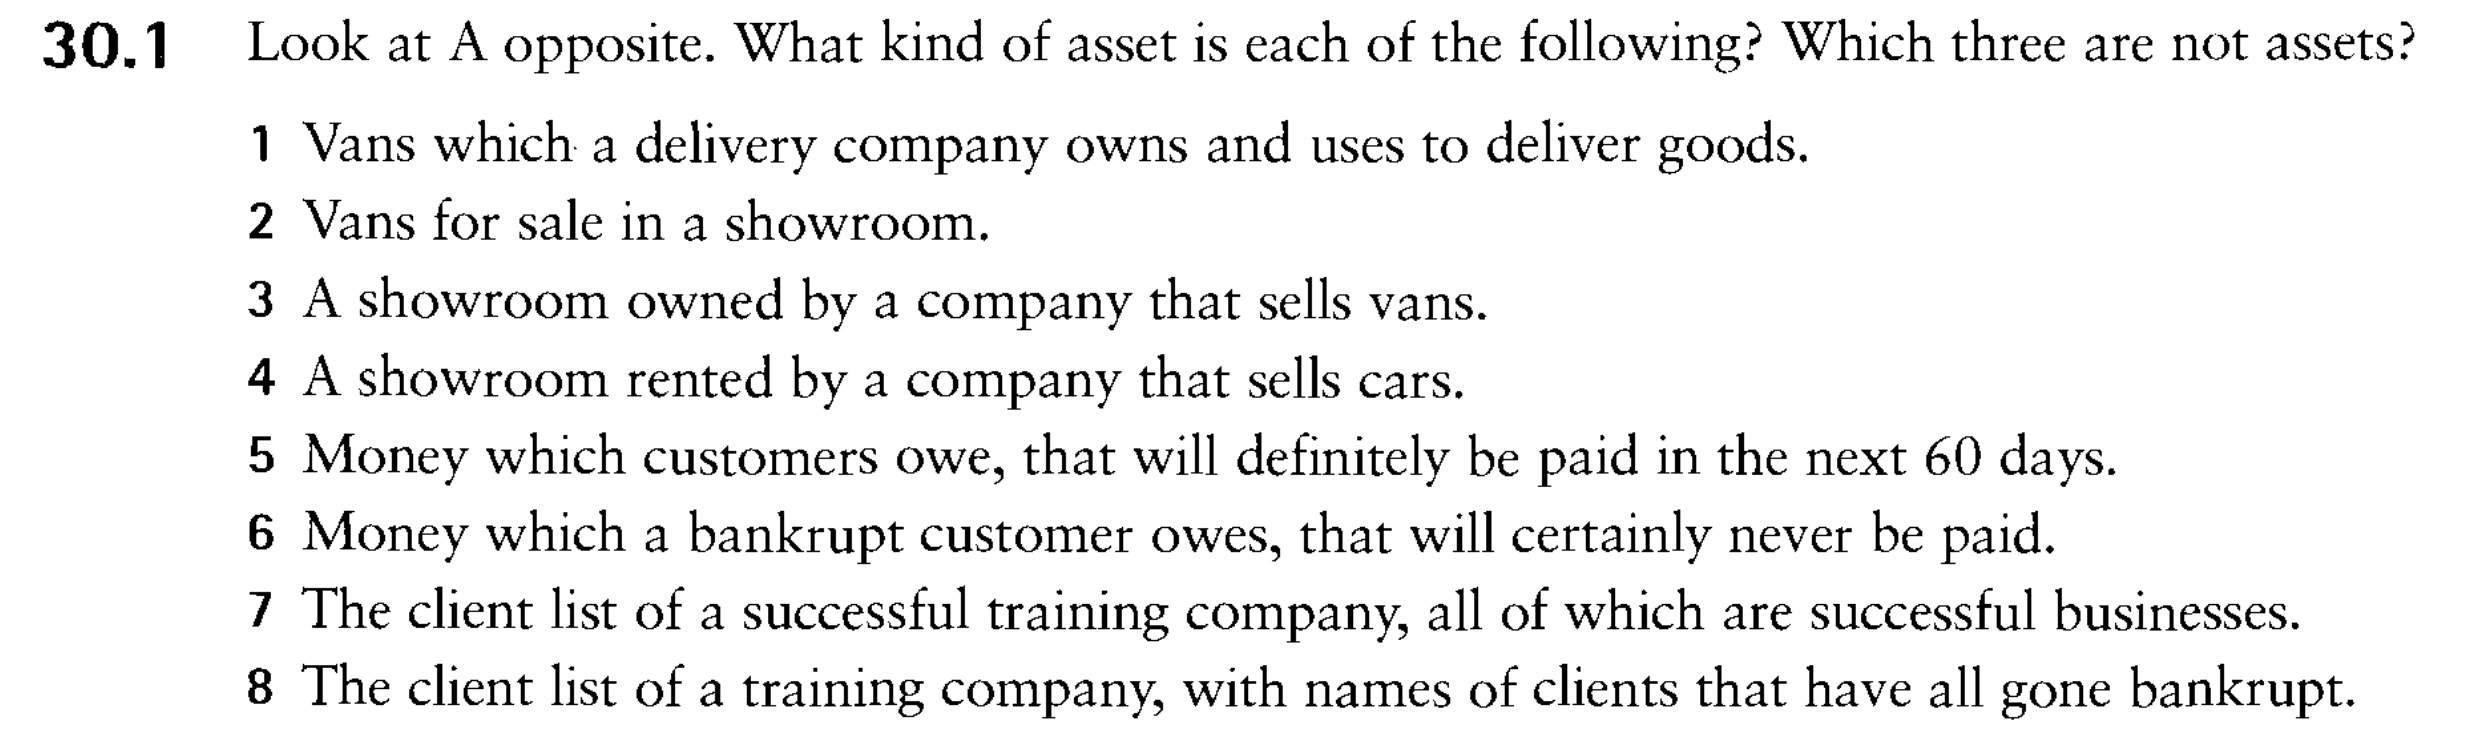 30.1 Look at A opposite. What kind of asset is each of the following? Which three are not assets?
1 Vans which a delivery company owns and uses to deliver goods.
2 Vans for sale in a showroom.
3 A showroom owned by a company that sells vans.
4 A showroom rented by a company that sells cars.
5 Money which customers owe, that will definitely be paid in the next 60 days.
6 Money which a bankrupt customer owes, that will certainly never be paid.
7 The client list of a successful training company, all of which are successful businesses.
8 The client list of a training company, with names of clients that have all gone bankrupt.